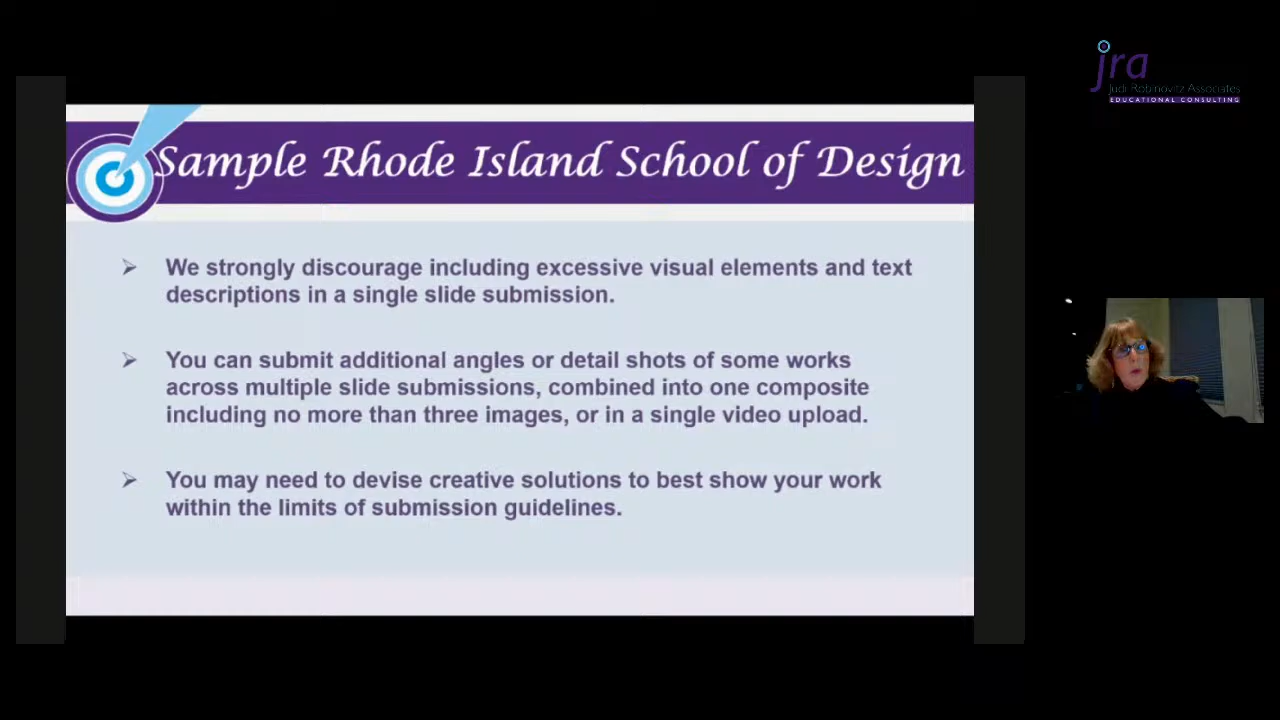 jra
Judi Robinovitz Associates
EDUCATIONAL CONSULTING
Sample Rhode Island School of Design
We strongly discourage including excessive visual elements and text
descriptions in a single slide submission.
You can submit additional angles or detail shots of some works
across multiple slide submissions, combined into one composite
including no more than three images, or in a single video upload.
You may need to devise creative solutions to best show your work
within the limits of submission guidelines.